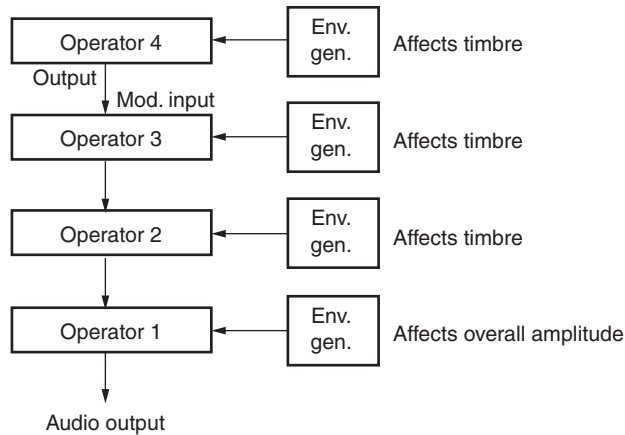 Operator 4
Env.
gen.
Affects timbre
Output
Mod. input
Operator 3
Env.
gen.
Affects timbre
Operator 2
Env.
gen.
Affects timbre
Operator 1
Env.
gen.
Affects overall amplitude
Audio output